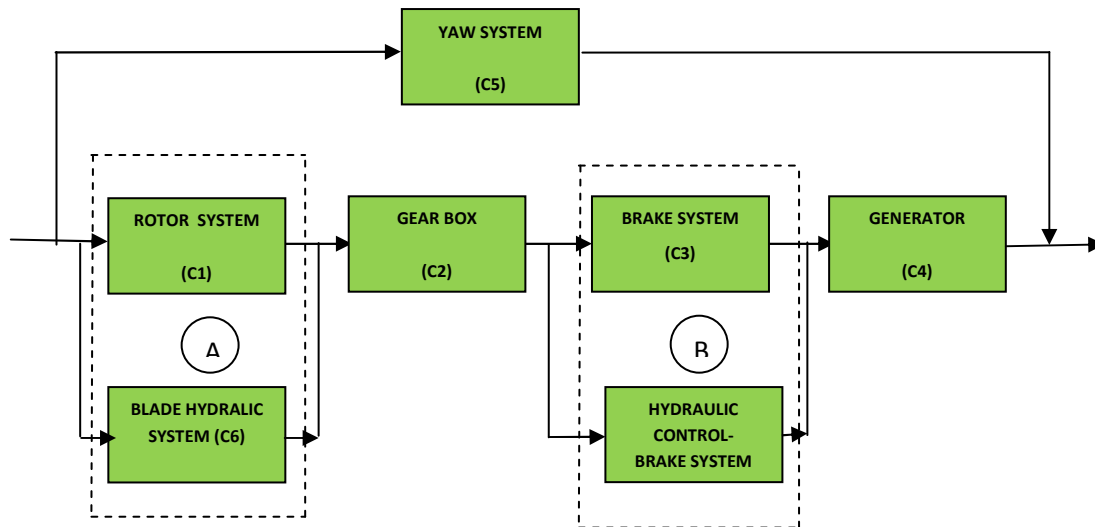 YAW SYSTEM
(C5)
ROTOR SYSTEM
(C1)
GEAR BOX
(C2)
BRAKE SYSTEM
(C3)
GENERATOR
(C4)
A
B
BLADE HYDRALIC
SYSTEM (C6)
HYDRAULIC
CONTROL-
BRAKE SYSTEM